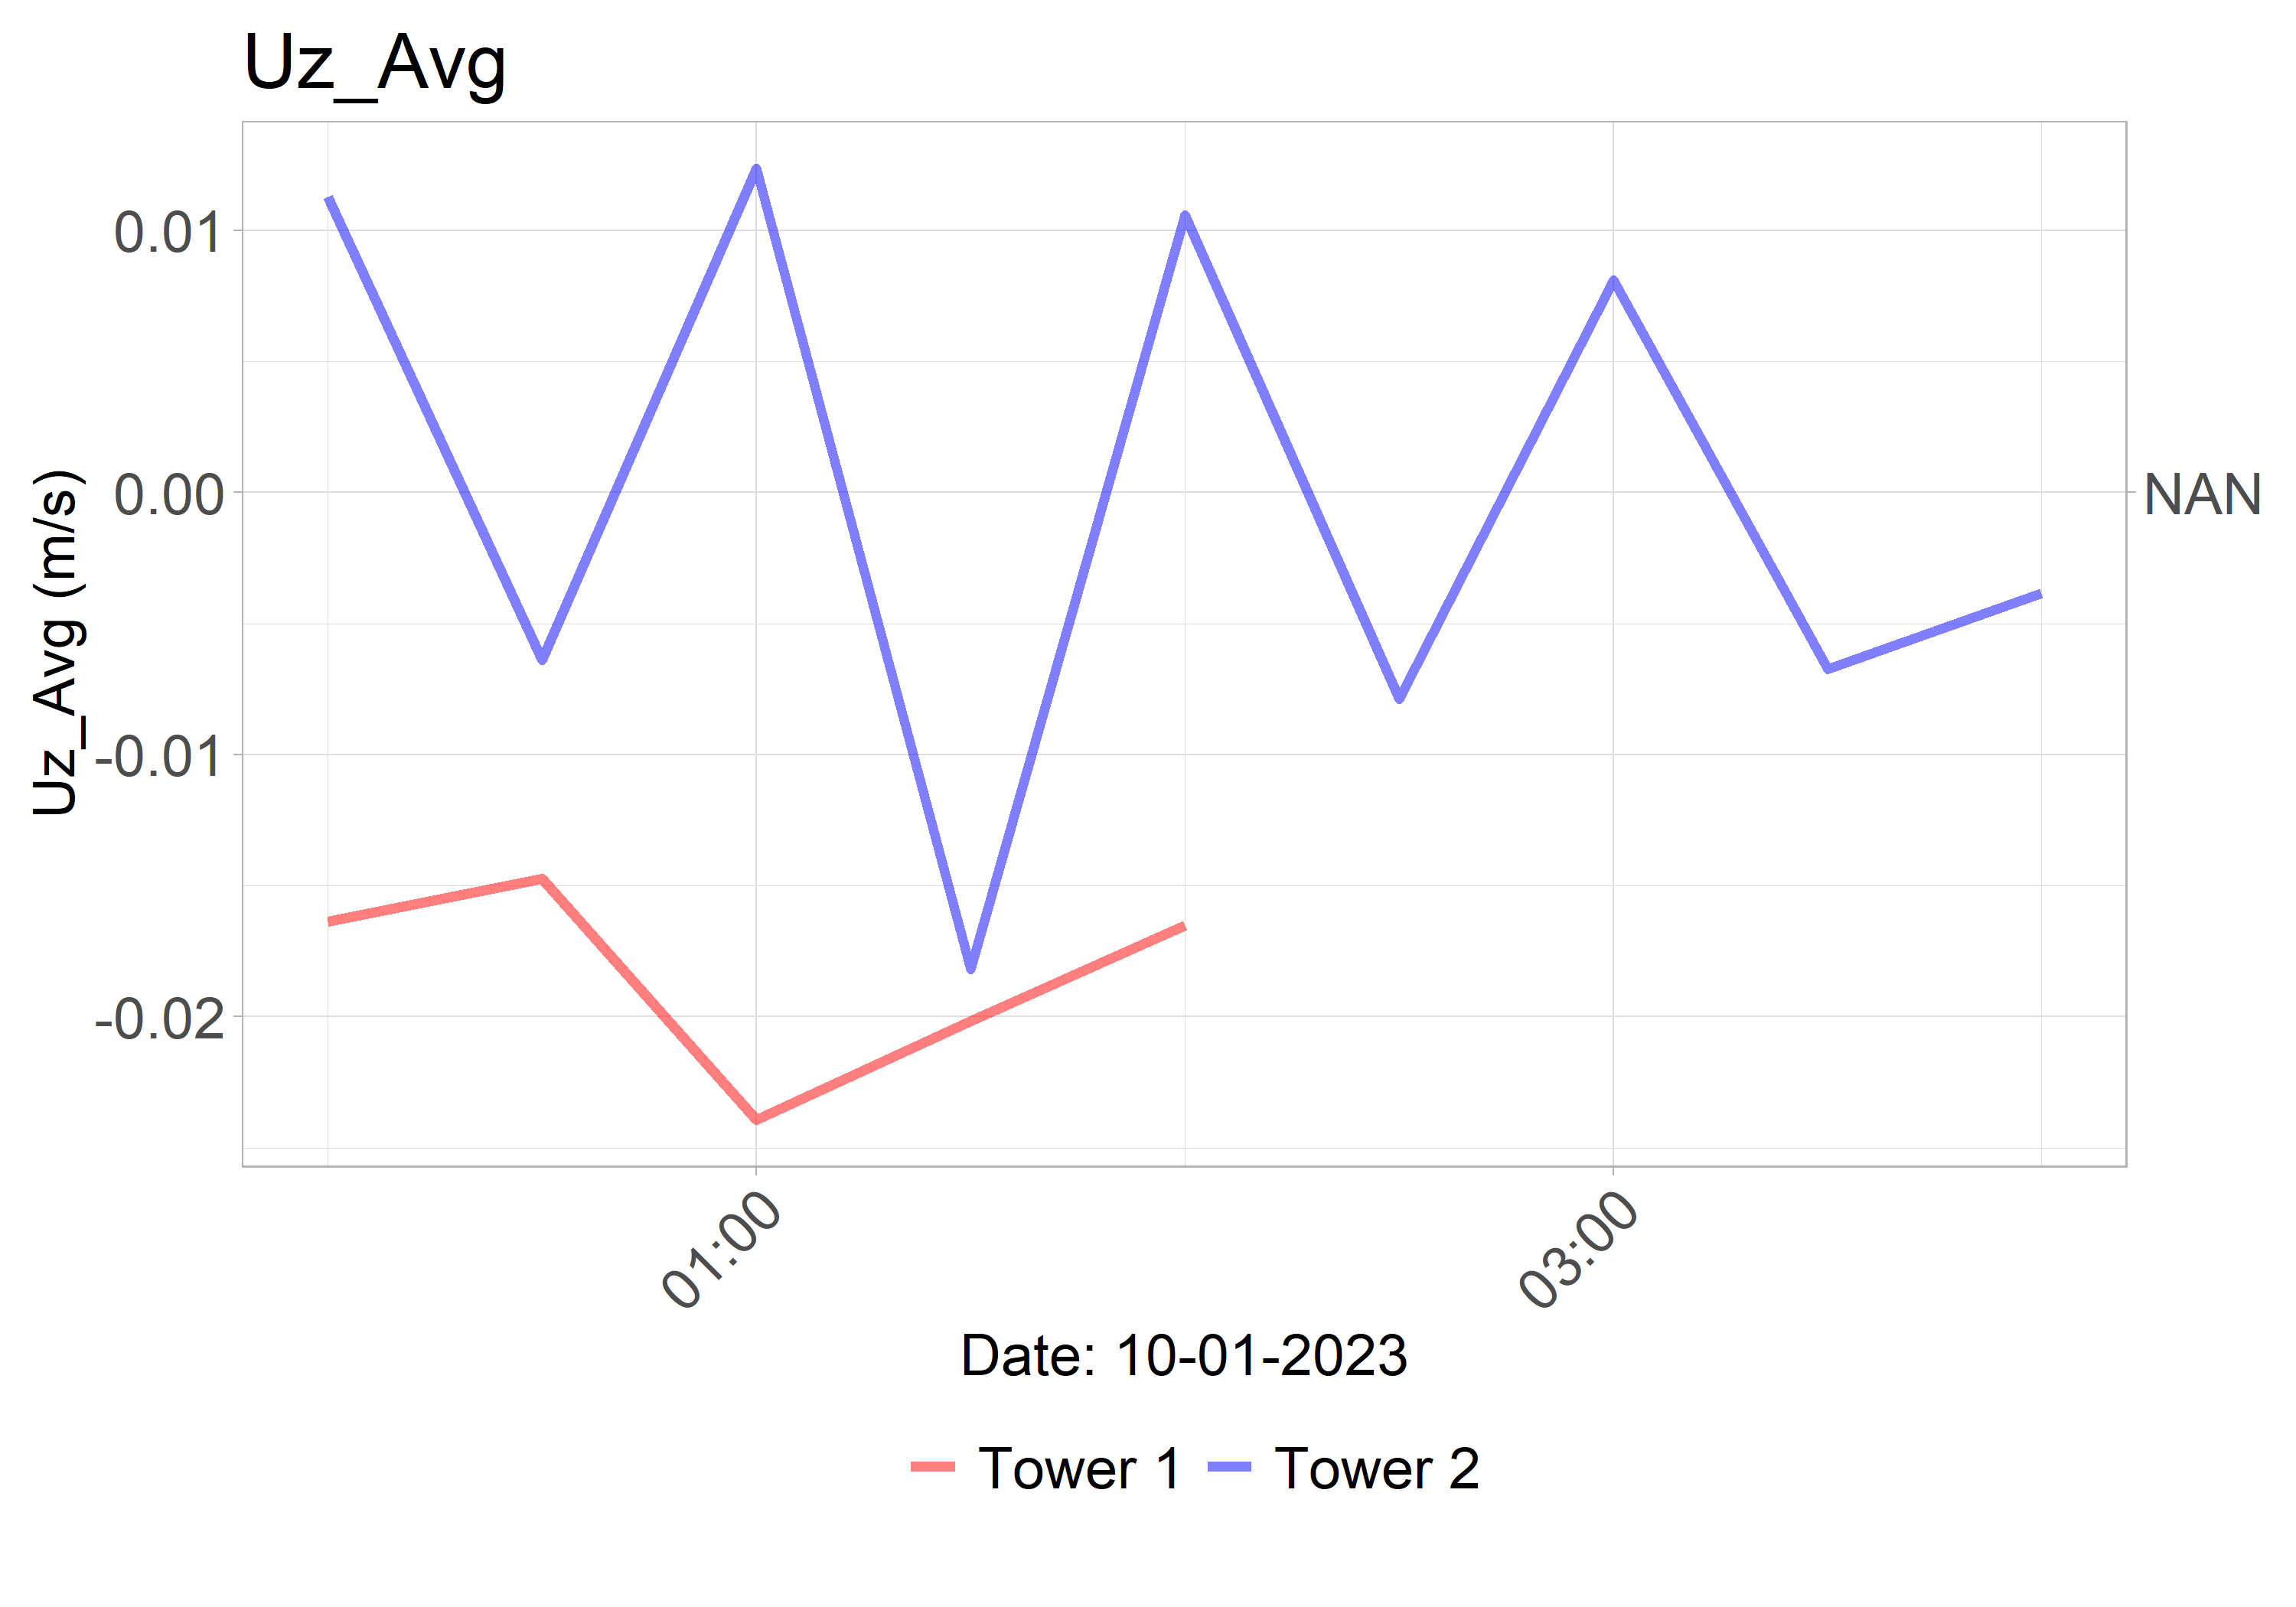 Uz_Avg
Uz_Avg (m/s)
0.01
0.00
-0.01
-0.02
NAN
01:00
03:00
Date: 10-01-2023
Tower 1
Tower 2